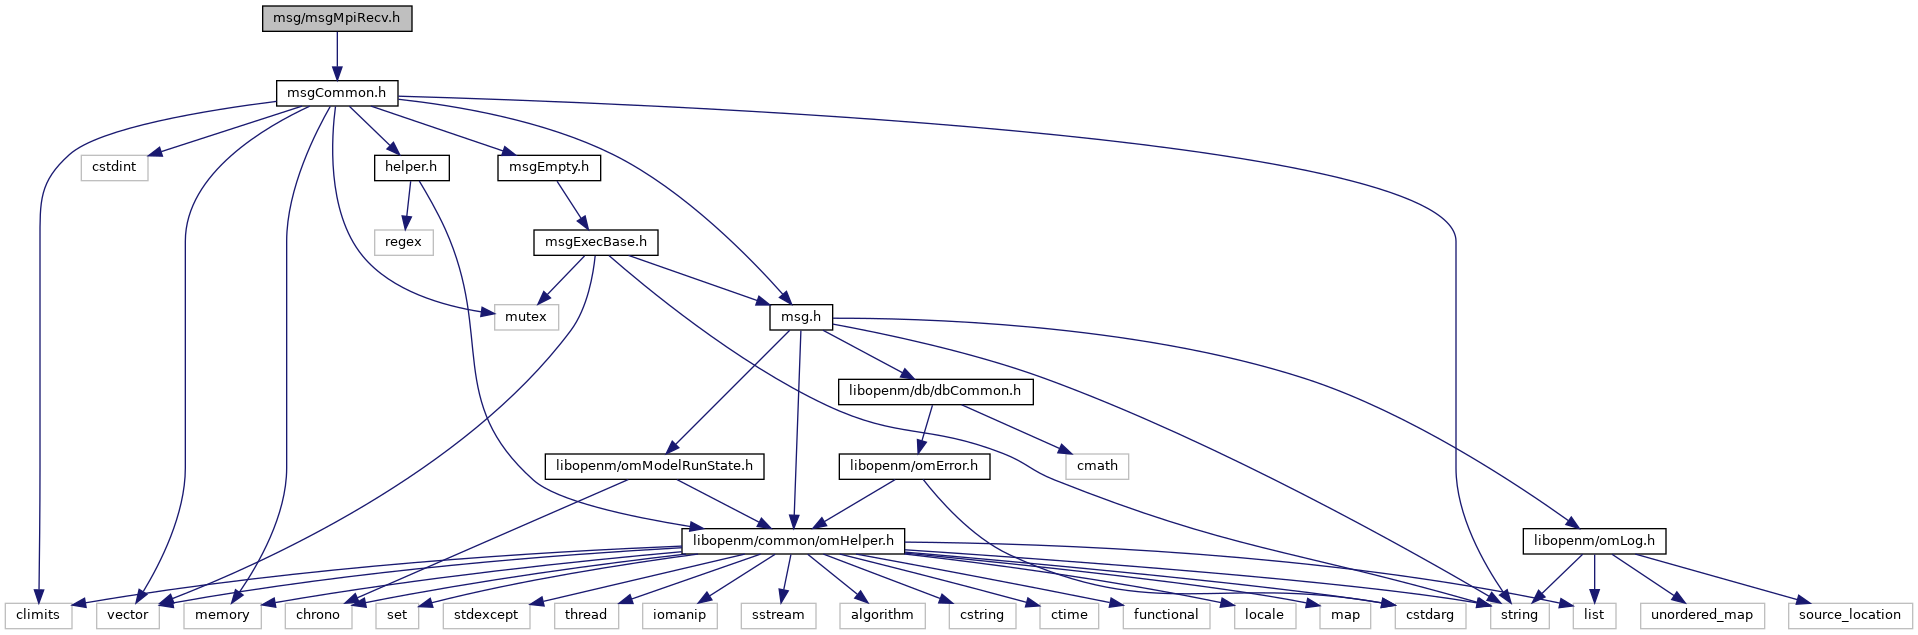 msg/msgMpiRecv.h
msgCommon.h
cstdint
helper.h
msgEmpty.h
regex
msgExecBase.h
mutex
msg.h
libopenm/db/dbCommon.h
libopenm/omModelRunState.h
libopenm/omError.h
cmath
libopenm/common/omHelper.h
libopenm/omLog.h
climits
vector
memory
chrono
set
stdexcept
thread
iomanip
sstream
algorithm
cstring
ctime
functional
locale
map
cstdarg
string
list
unordered_map
source_location